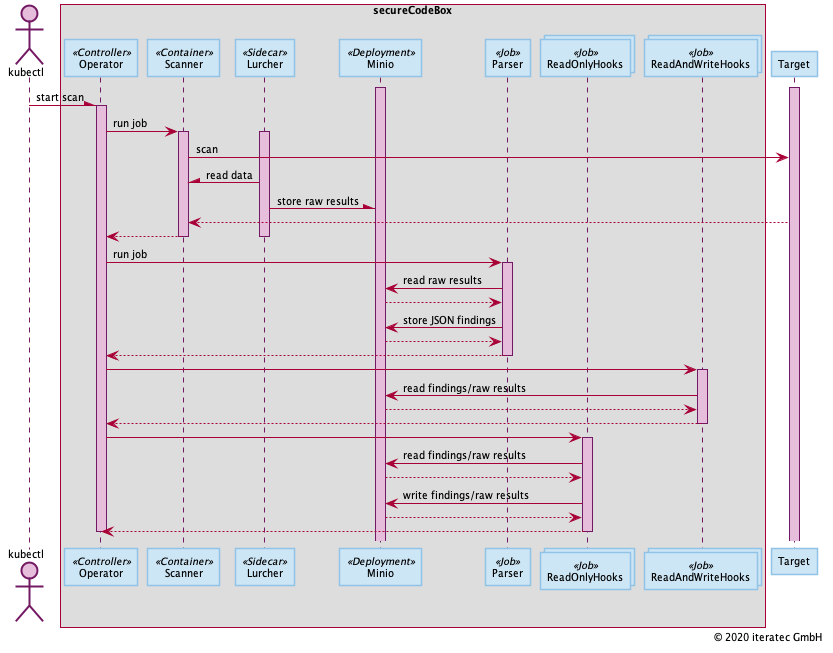 secureCodeBox
kubectl
«Controller»
Operator
«Container»
Scanner
«Sidecar»
Lurcher
«Deployment»
Minio
«Job»
Parser
«Job»
ReadOnlyHooks
«Job»
ReadAndWriteHooks
Target
start scan
run job
scan
read data
store raw results
run job
read raw results
store JSON findings
read findings/raw results
read findings/raw results
write findings/raw results
kubectl
«Controller»
Operator
«Container»
Scanner
«Sidecar»
Lurcher
«Deployment»
Minio
«Job»
Parser
«Job»
ReadOnlyHooks
«Job»
ReadAndWriteHooks
Target
© 2020 iteratec GmbH